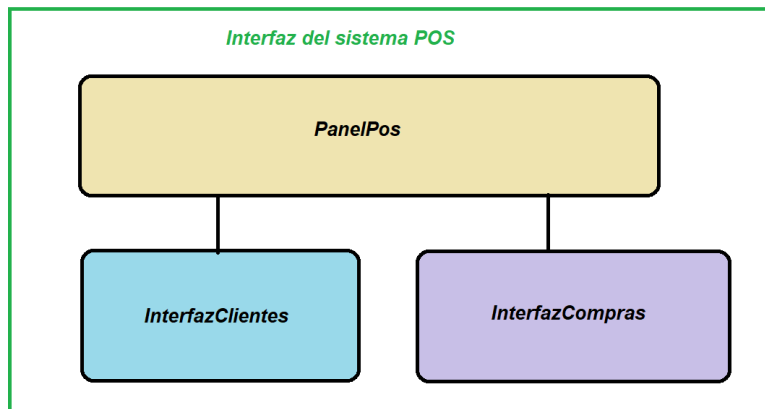 Interfaz del sistema POS
PanelPos
InterfazClientes
InterfazCompras